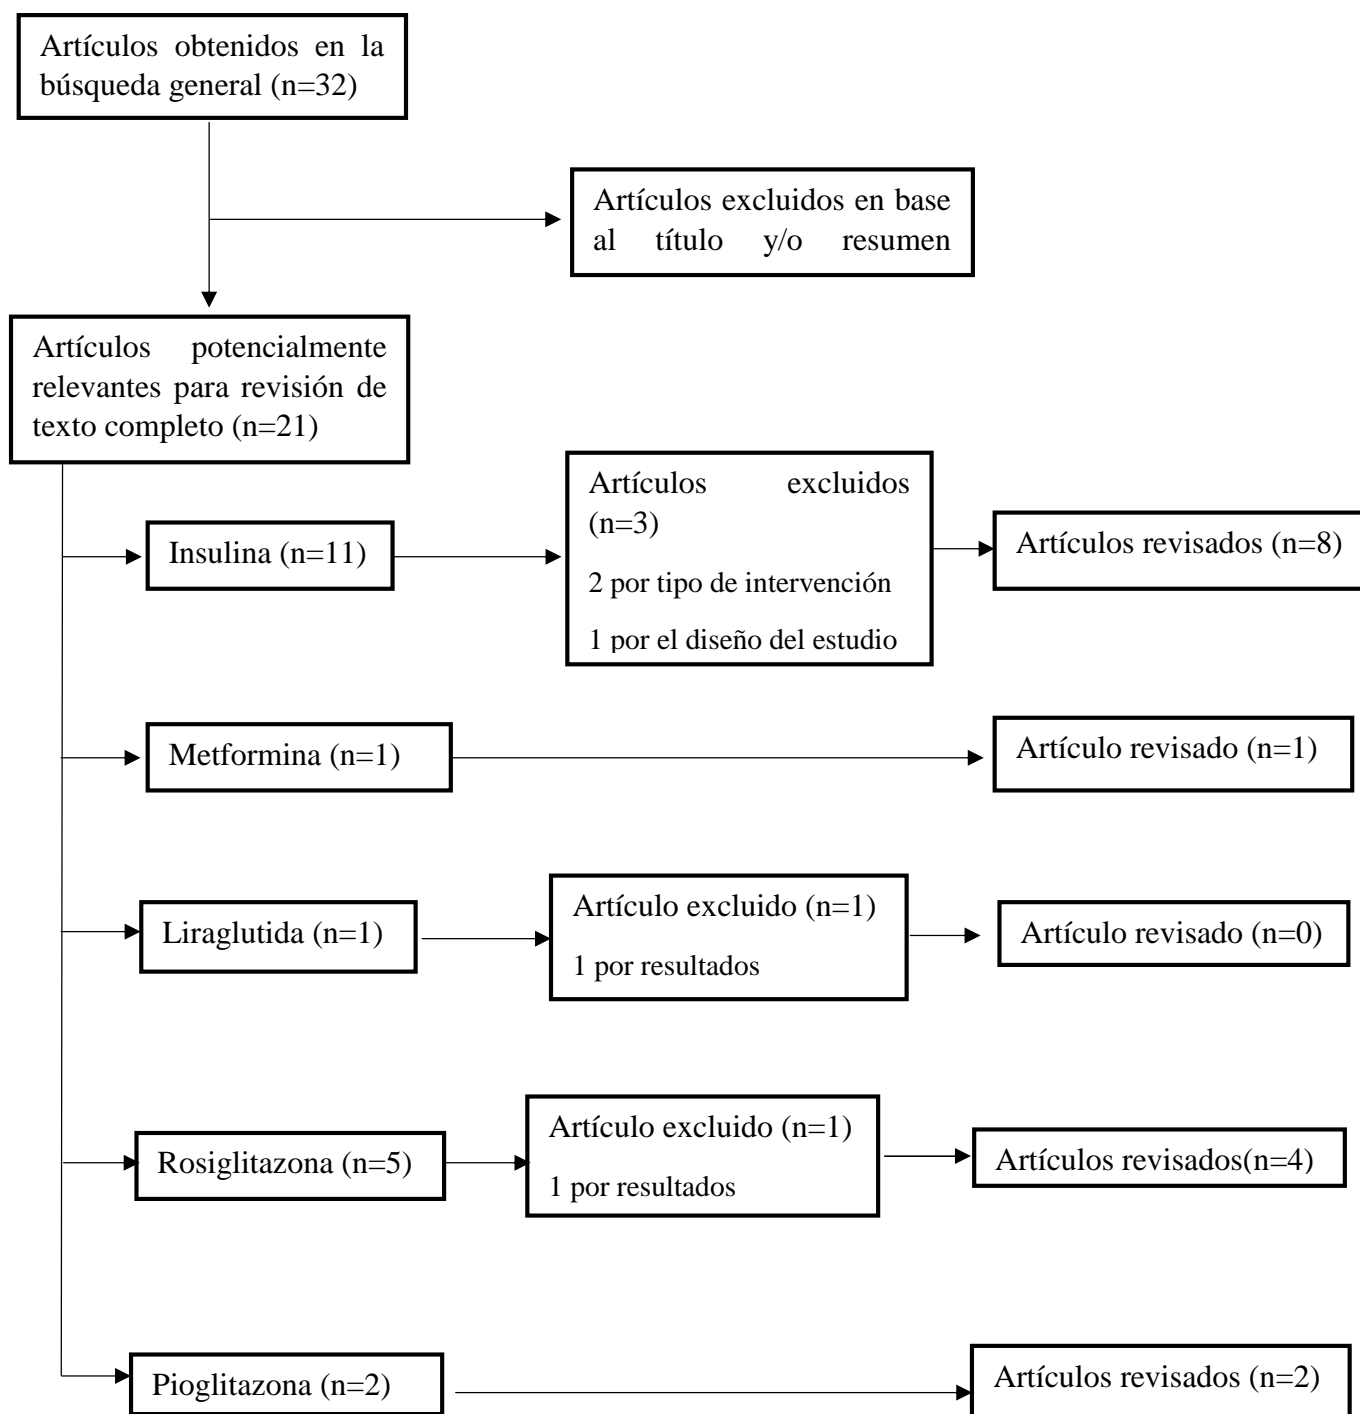 Artículos obtenidos en la
búsqueda general (n=32)
Artículos excluidos en base
al título y/o resumen
Artículos potencialmente
relevantes para revisión de
texto completo (n=21)
Insulina (n=11)
Artículos excluidos
(n=3)
2 por tipo de intervención
1 por el diseño del estudio
Artículos revisados (n=8)
Metformina (n=1)
Artículo revisado (n=1)
Liraglutida (n=1)
Artículo excluido (n=1)
1 por resultados
Artículo revisado (n=0)
Rosiglitazona (n=5)
Artículo excluido (n=1)
1 por resultados
Artículos revisados(n=4)
Pioglitazona (n=2)
Artículos revisados (n=2)